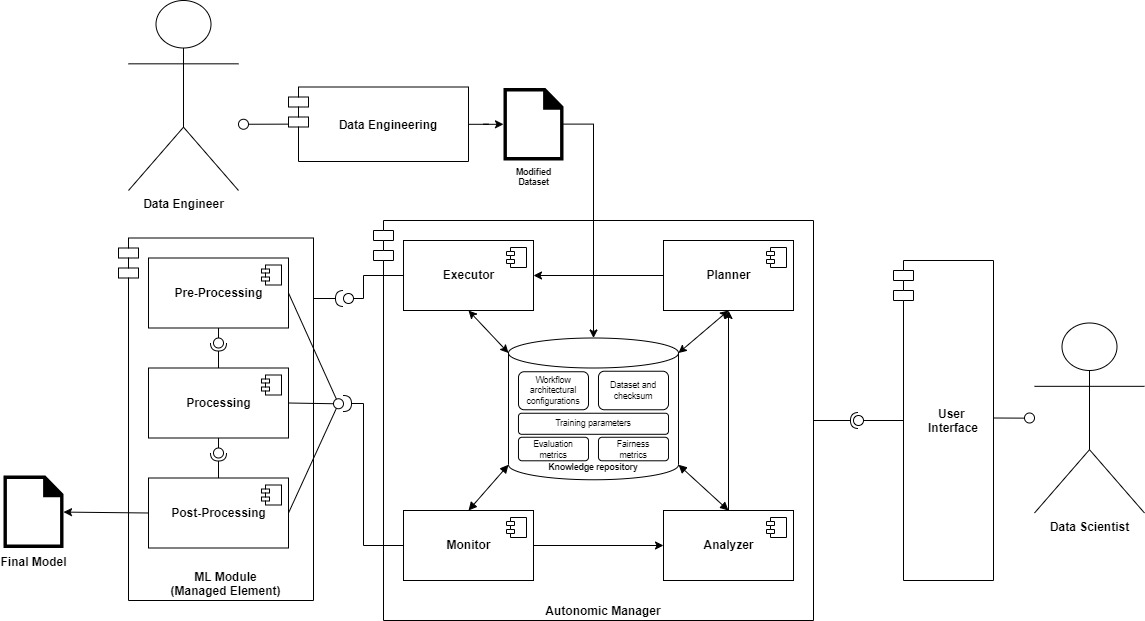 Data Engineering
Modified
Dataset
Data Engineer
Pre-Processing
Processing
Post-Processing
ML Module
(Managed Element)
Final Model
Executor
Planner
Workflow
architectural
configurations
Dataset and
checksum
Training parameters
Evaluation
metrics
Fairness
metrics
Knowledge repository
Monitor
Analyzer
Autonomic Manager
User
Interface
Data Scientist